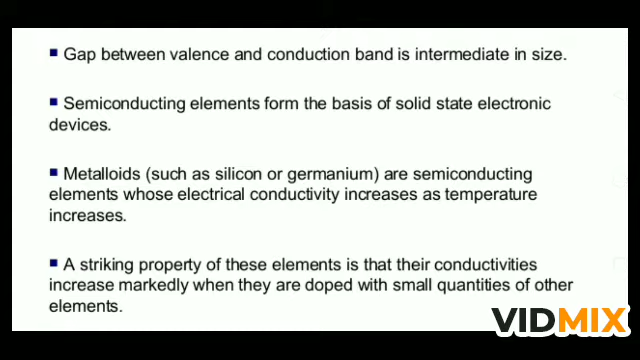 ▪ Gap between valence and conduction band is intermediate in size.
▪ Semiconducting elements form the basis of solid state electronic
devices.
▪ Metalloids (such as silicon or germanium) are semiconducting
elements whose electrical conductivity increases as temperature
increases.
▪ A striking property of these elements is that their conductivities
increase markedly when they are doped with small quantities of other
elements.
VIDMIX